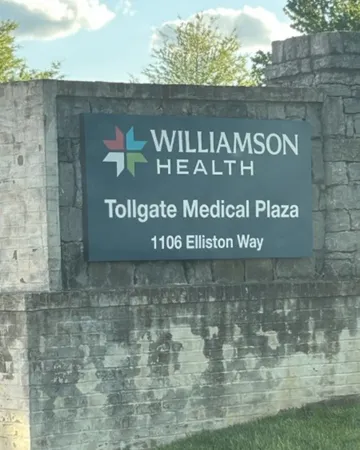 WILLIAMSON
HEALTH
Tollgate Medical Plaza
1106 Elliston Way